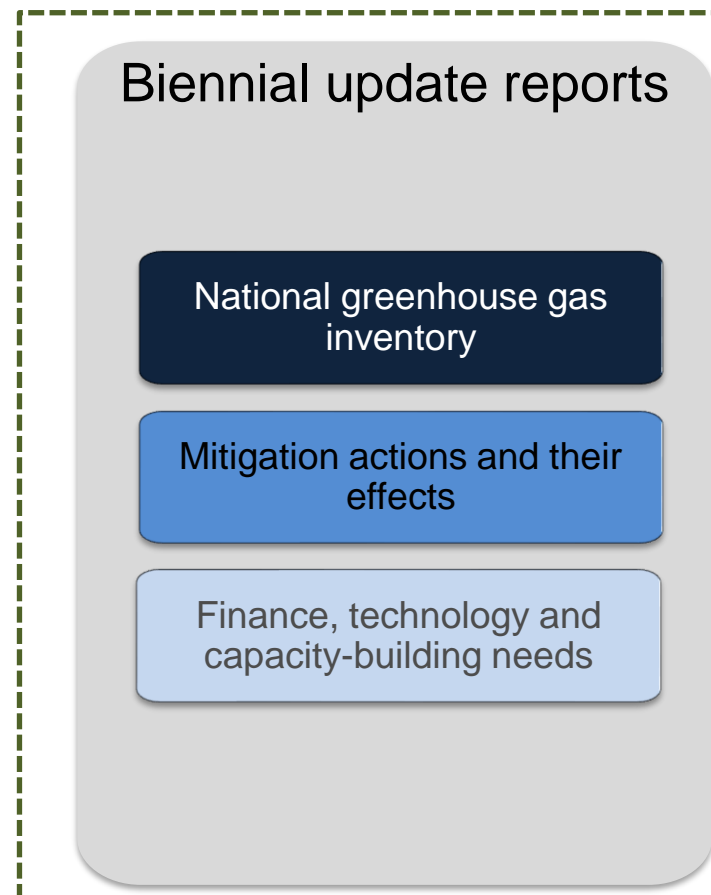 Biennial update reports
National greenhouse gas
inventory
Mitigation actions and their
effects
Finance, technology and
capacity-building needs